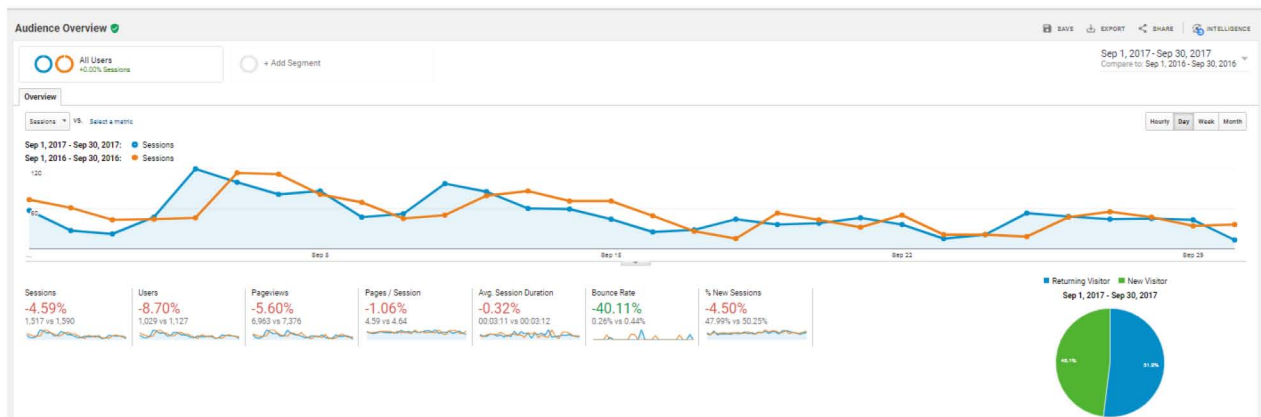 Audience Overview
SAVE EXPORT SHARE INTELLIGENCE
All Users
+0.00% Sessions
+ Add Segment
Sep 1, 2017 - Sep 30, 2017
Compare to: Sep 1, 2016 - Sep 30, 2016
Overview
Sessions VS. Select a metric
Hourly Day Week Month
Sep 1, 2017 - Sep 30, 2017: Sessions
Sep 1, 2016 - Sep 30, 2016: Sessions
120
60
...
Sep 8
Sep 15
Sep 22
Sep 29
Sessions
-4.59%
1,517 vs 1,590
Users
-8.70%
1,029 vs 1,127
Pageviews
-5.60%
6,963 vs 7,376
Pages / Session
-1.06%
4.59 vs 4.64
Avg. Session Duration
-0.32%
00:03:11 vs 00:03:12
Bounce Rate
-40.11%
0.26% vs 0.44%
% New Sessions
-4.50%
47.99% vs 50.25%
Returning Visitor New Visitor
Sep 1, 2017 - Sep 30, 2017